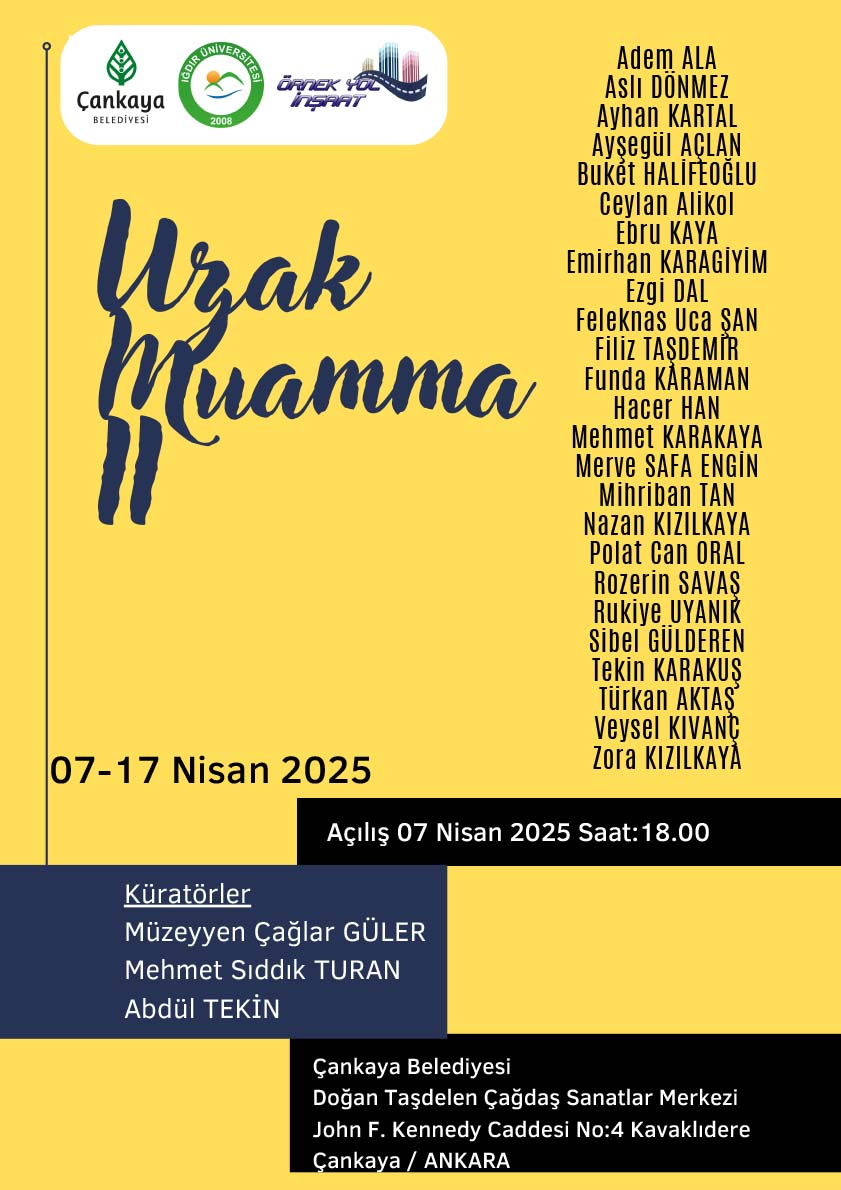 Çankaya
BELEDİYESİ
IĞDIR ÜNİVERSİTESİ
2008
ÖRNEK YOL
İNŞAAT
Uzak
Muamma
II
Adem ALA
Aslı DÖNMEZ
Ayhan KARTAL
Ayşegül AÇLAN
Buket HALİFEOĞLU
Ceylan Alikol
Ebru KAYA
Emirhan KARAGİYİM
Ezgi DAL
Feleknas Uca ŞAN
Filiz TAŞDEMİR
Funda KARAMAN
Hacer HAN
Mehmet KARAKAYA
Merve SAFA ENGİN
Mihriban TAN
Nazan KIZILKAYA
Polat Can ORAL
Rozerin SAVAŞ
Rukiye UYANIK
Sibel GÜLDEREN
Tekin KARAKUŞ
Türkan AKTAŞ
Veysel KIVANÇ
Zora KIZILKAYA
07-17 Nisan 2025
Açılış 07 Nisan 2025 Saat:18.00
Küratörler
Müzeyyen Çağlar GÜLER
Mehmet Sıddık TURAN
Abdül TEKİN
Çankaya Belediyesi
Doğan Taşdelen Çağdaş Sanatlar Merkezi
John F. Kennedy Caddesi No:4 Kavaklıdere
Çankaya / ANKARA